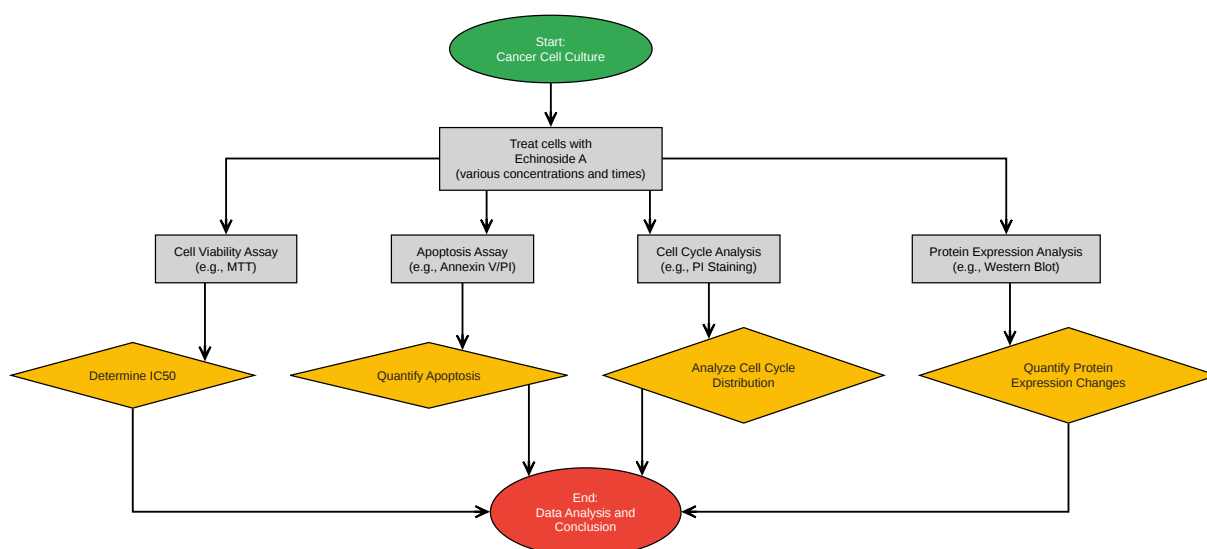 Start:
Cancer Cell Culture
Treat cells with
Echinoside A
(various concentrations and times)
Cell Viability Assay
(e.g., MTT)
Apoptosis Assay
(e.g., Annexin V/PI)
Cell Cycle Analysis
(e.g., PI Staining)
Protein Expression Analysis
(e.g., Western Blot)
Determine IC50
Quantify Apoptosis
Analyze Cell Cycle
Distribution
Quantify Protein
Expression Changes
End:
Data Analysis and
Conclusion